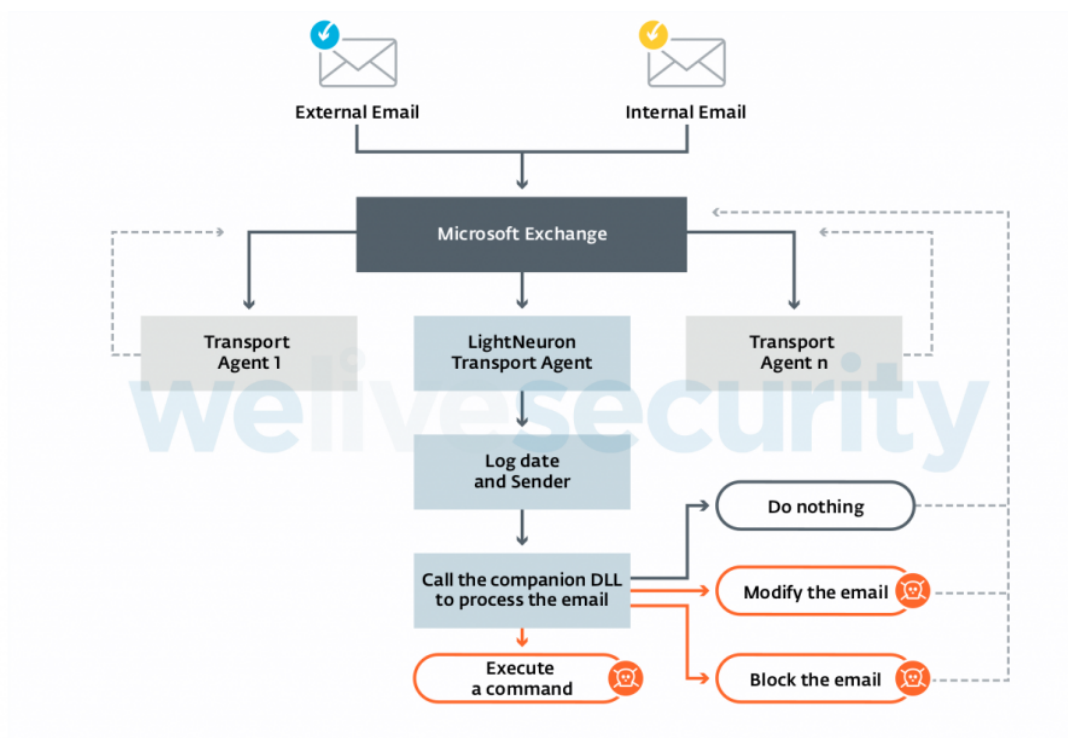 External Email
Internal Email
Microsoft Exchange
Transport
Agent 1
LightNeuron
Transport Agent
Transport
Agent n
welivesecurity
Log date
and Sender
Do nothing
Call the companion DLL
to process the email
Modify the email
Execute
a command
Block the email